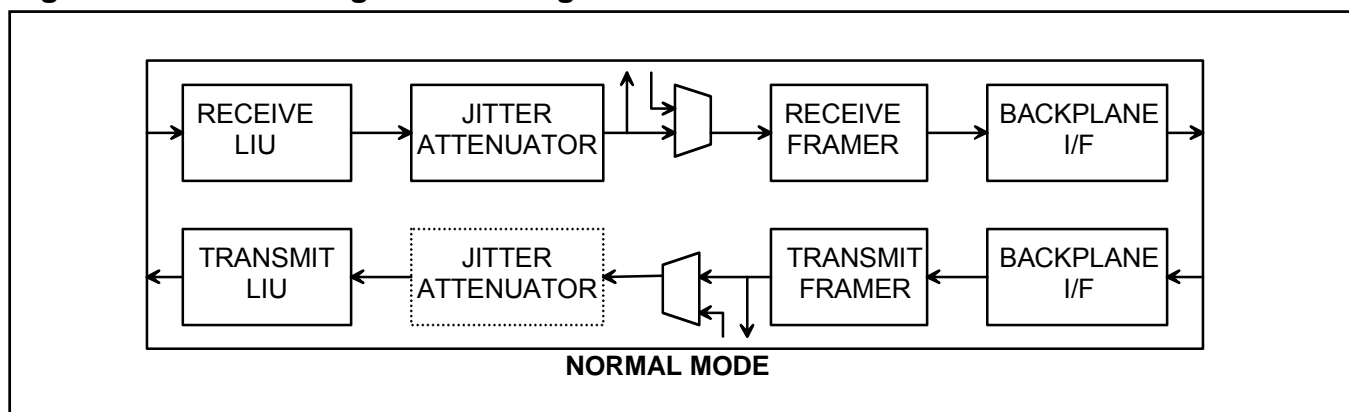 RECEIVE
LIU
JITTER
ATTENUATOR
RECEIVE
FRAMER
BACKPLANE
I/F
TRANSMIT
LIU
JITTER
ATTENUATOR
TRANSMIT
FRAMER
BACKPLANE
I/F
NORMAL MODE